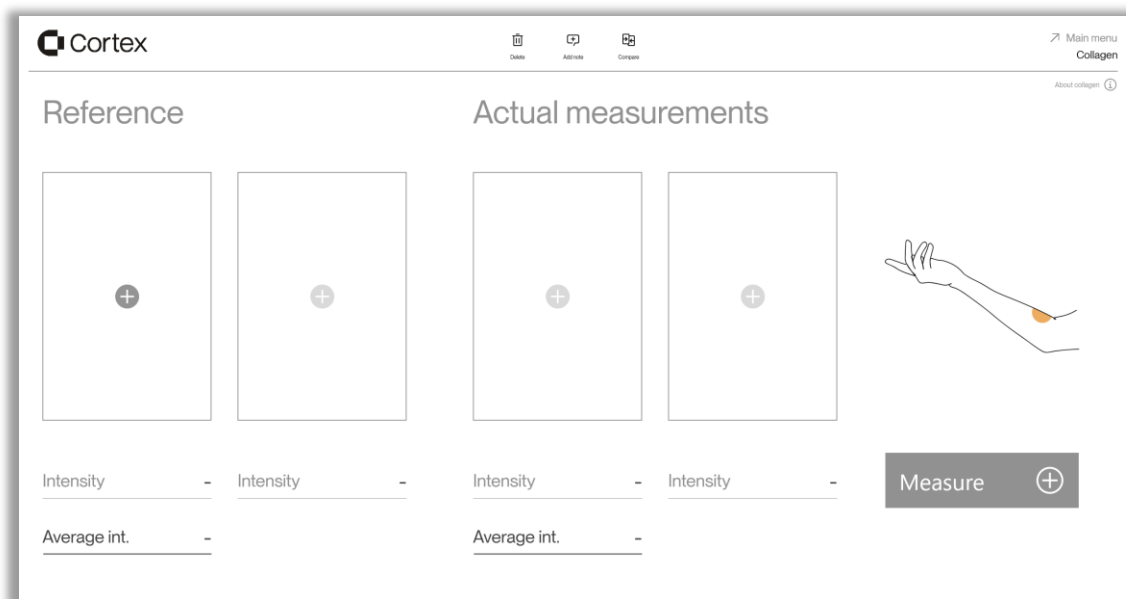 Cortex
Delete
Add note
Compare
Main menu
Collagen
About collagen
Reference
Actual measurements
Intensity -
Intensity -
Intensity -
Intensity -
Measure
Average int. -
Average int. -